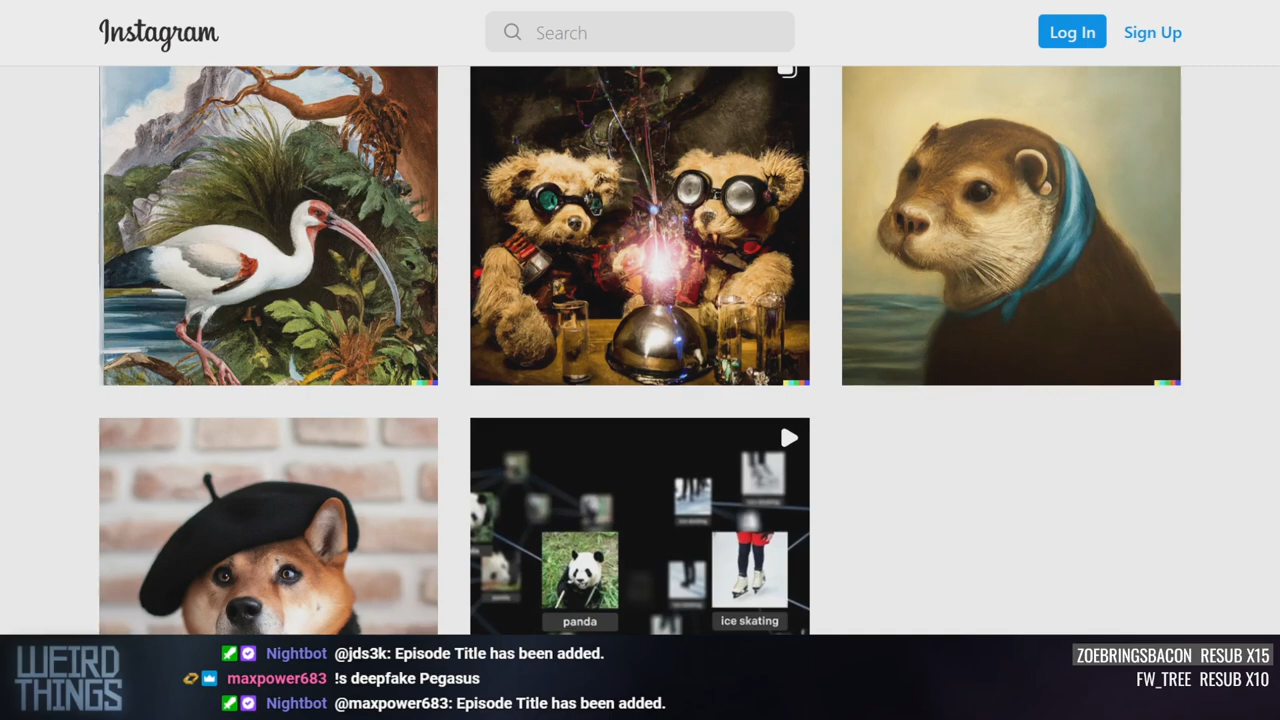 Instagram
Search
Log In
Sign Up
panda
ice skating
WEIRD
THINGS
Nightbot @jds3k: Episode Title has been added.
maxpower683 !s deepfake Pegasus
Nightbot @maxpower683: Episode Title has been added.
ZOEBRINGSBACON RESUB X15
FW_TREE RESUB X10